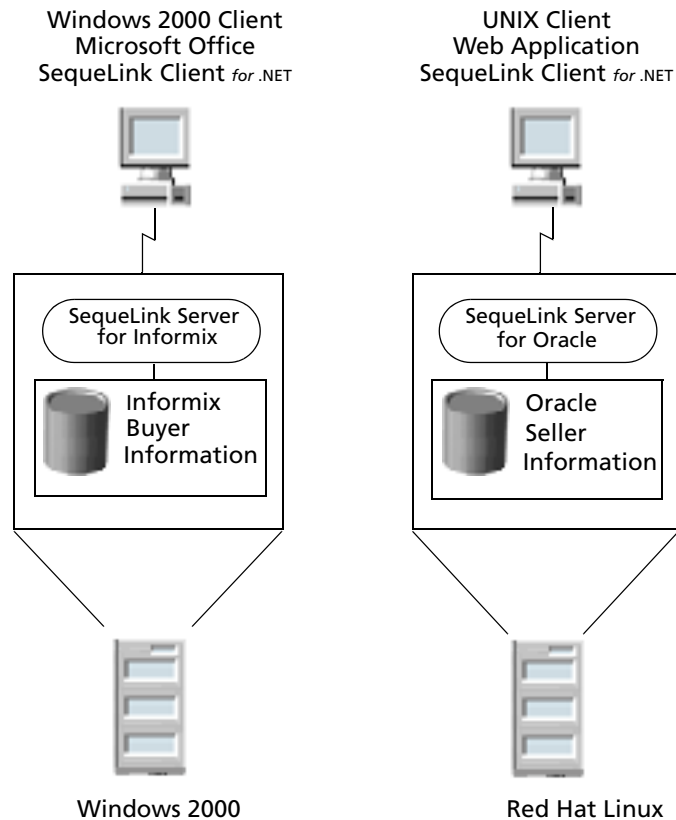 Windows 2000 Client
Microsoft Office
SequeLink Client for .NET
SequeLink Server
for Informix
Informix
Buyer
Information
Windows 2000
UNIX Client
Web Application
SequeLink Client for .NET
SequeLink Server
for Oracle
Oracle
Seller
Information
Red Hat Linux